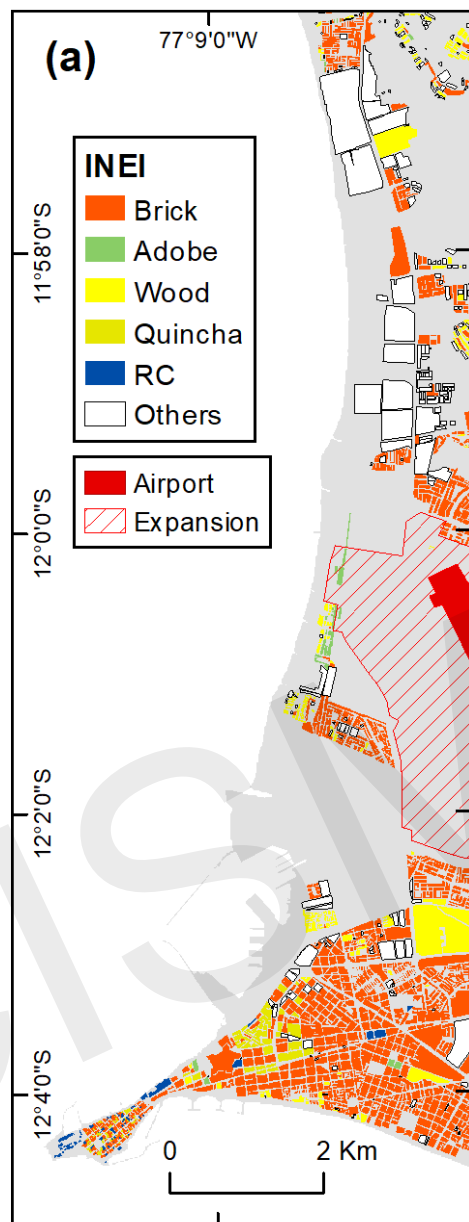 77°9'0"W
(a)
INEI
Brick
Adobe
Wood
Quincha
RC
Others
Airport
Expansion
11°58'0"S
12°0'0"S
12°2'0"S
12°4'0"S
0 2 Km